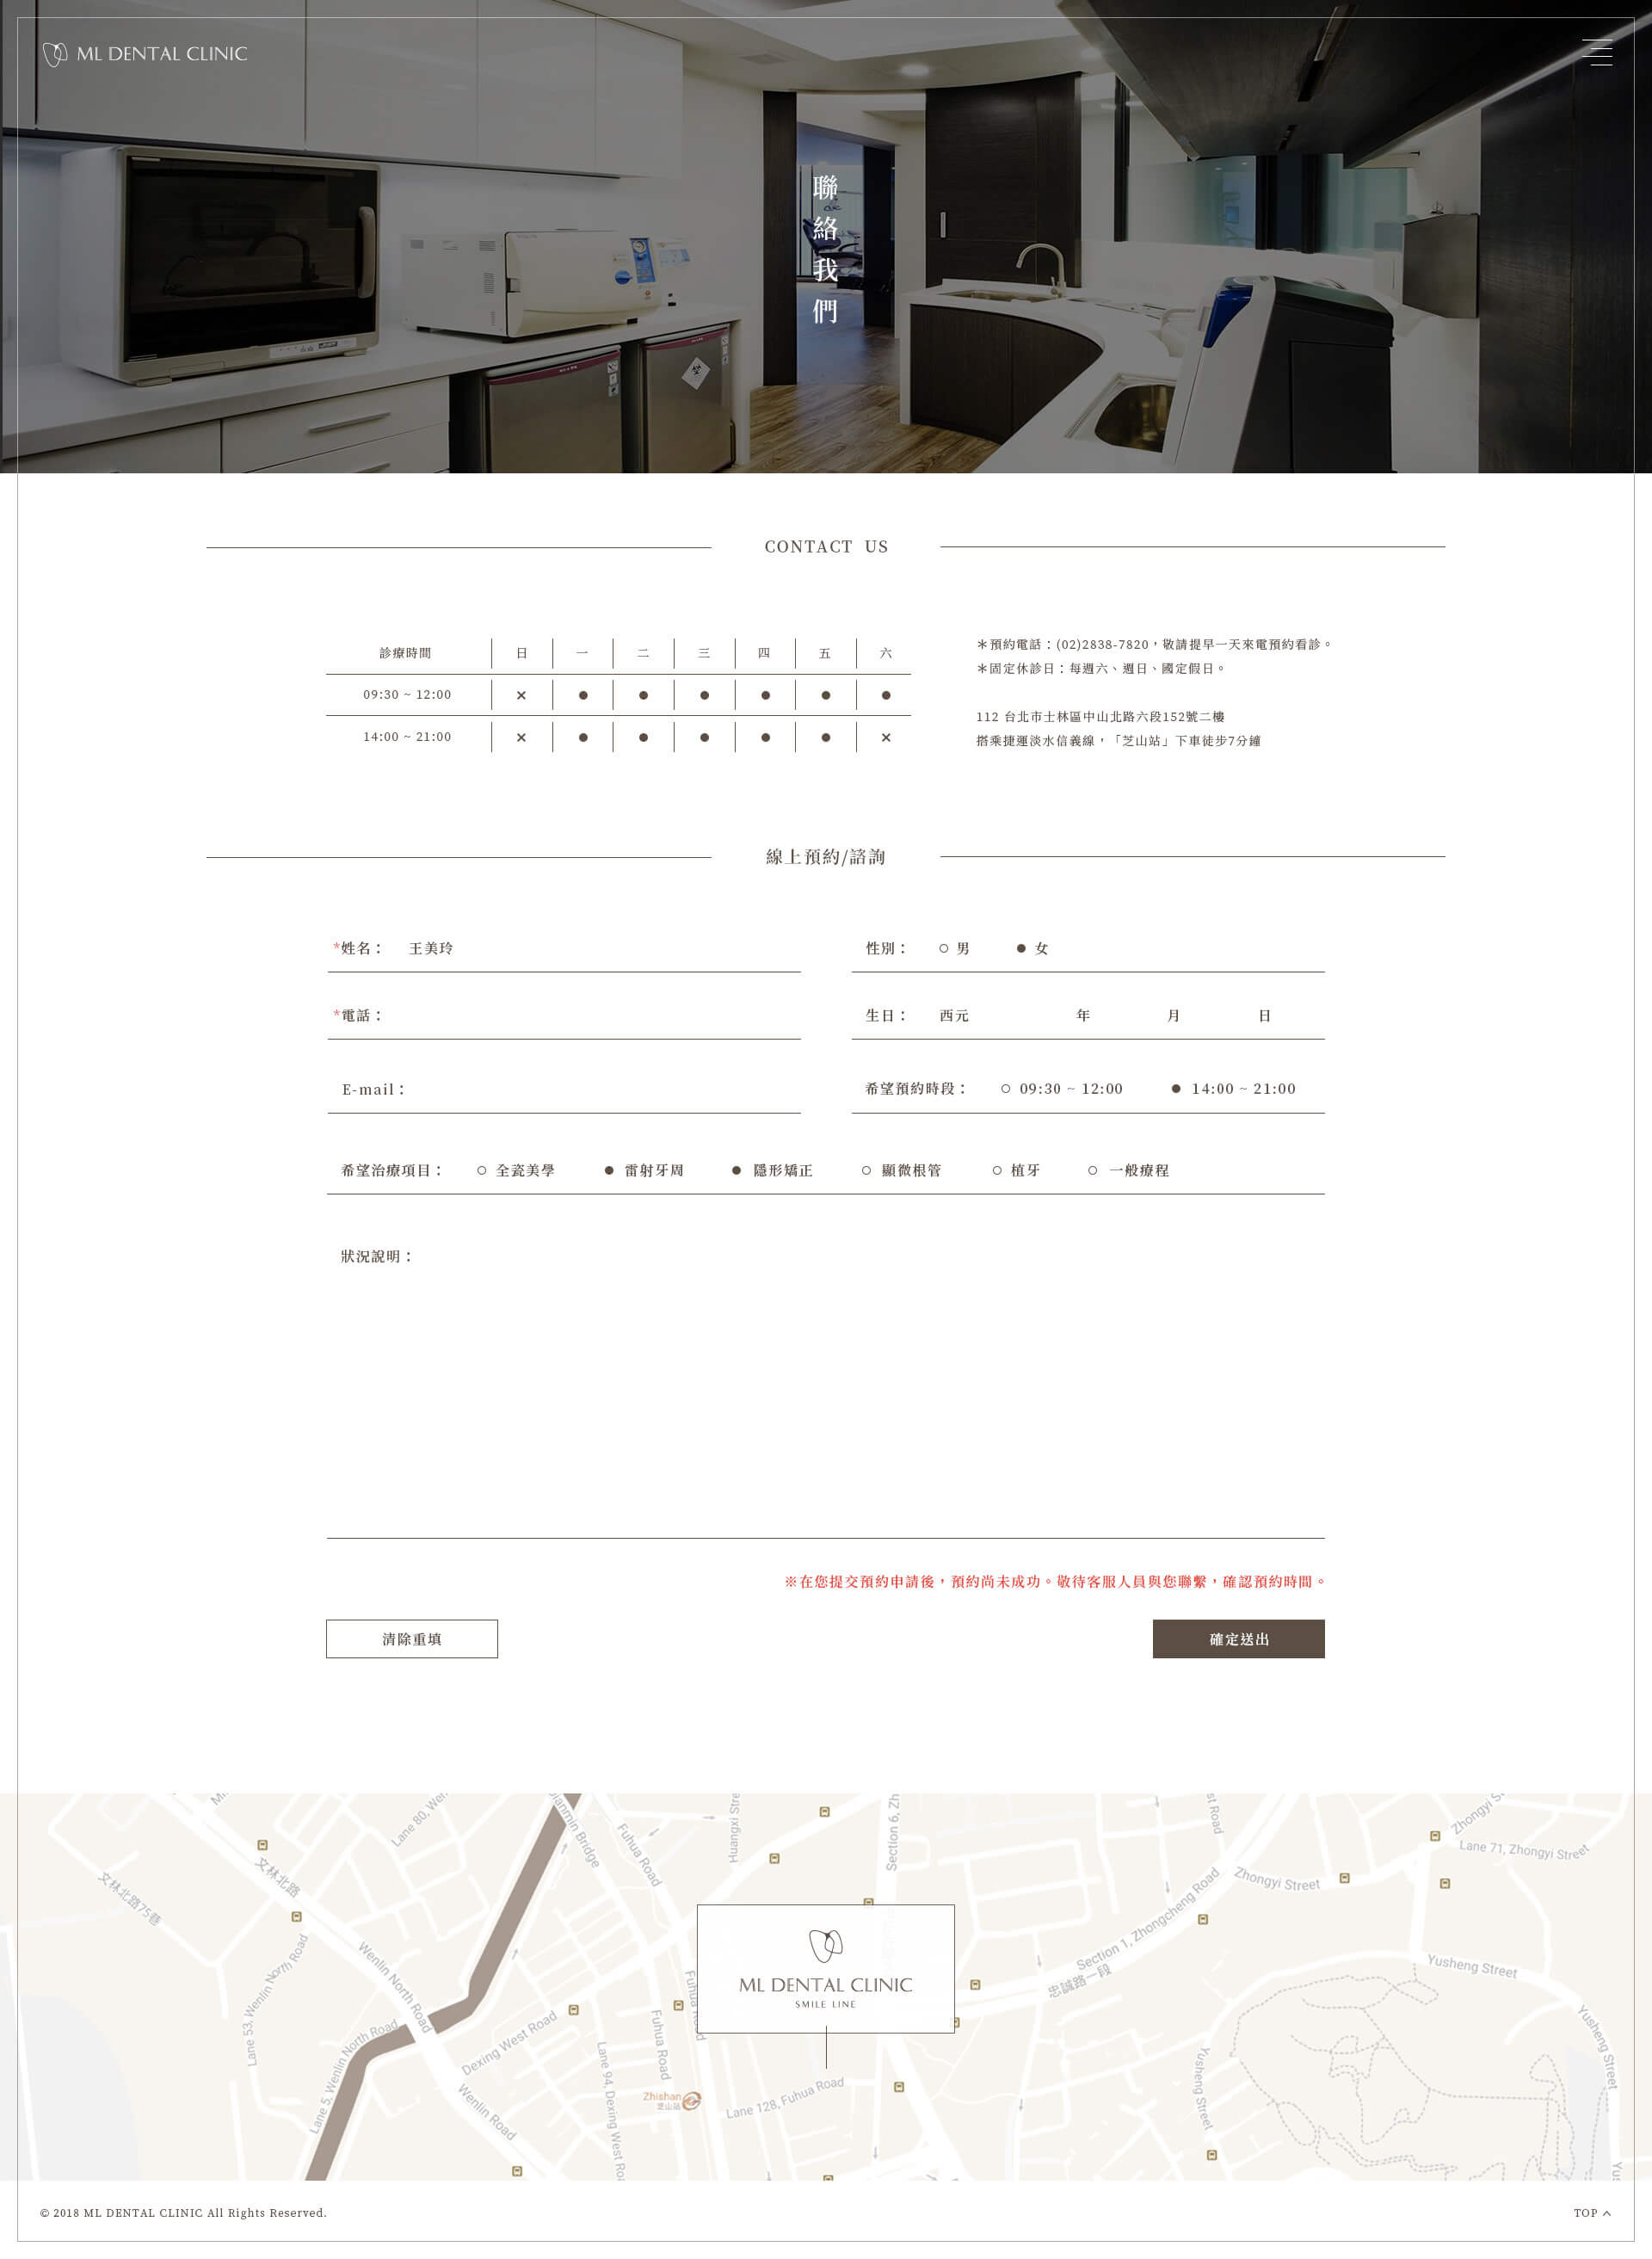 ML DENTAL CLINIC
聯絡我們
CONTACT US
診療時間 日 一 二 三 四 五 六
09:30 ~ 12:00 × ● ● ● ● ● ●
14:00 ~ 21:00 × ● ● ● ● ● ×
＊預約電話：(02)2838-7820，敬請提早一天來電預約看診。
＊固定休診日：每週六、週日、國定假日。
112 台北市士林區中山北路六段152號二樓
搭乘捷運淡水信義線，「芝山站」下車徒步7分鐘
線上預約/諮詢
*姓名： 王美玲
性別： ○ 男 ● 女
*電話：
生日： 西元 年 月 日
E-mail：
希望預約時段： ○ 09:30 ~ 12:00 ● 14:00 ~ 21:00
希望治療項目： ○ 全瓷美學 ● 雷射牙周 ● 隱形矯正 ○ 顯微根管 ○ 植牙 ○ 一般療程
狀況說明：
※在您提交預約申請後，預約尚未成功。敬待客服人員與您聯繫，確認預約時間。
清除重填
確定送出
Lane 80, Wen
Fuhua Road
Huangxi Stre
Section 6, Zh
st Road
Zhongyi S
Lane 71, Zhongyi Street
文林北路75巷
文林北路
Zhongyi Street
Section 1, Zhongcheng Road
忠誠路一段
Yusheng Street
Lane 53, Wenlin North Road
Wenlin North Road
Lane 5, Wenlin North Road
Dexing West Road
Wenlin Road
Lane 94, Dexing West Roa
Fuhua Road
Fuhua Road
ML DENTAL CLINIC
SMILE LINE
Zhishan
芝山站
Lane 128, Fuhua Road
Yusheng Street
Yusheng Street
© 2018 ML DENTAL CLINIC All Rights Reserved.
TOP